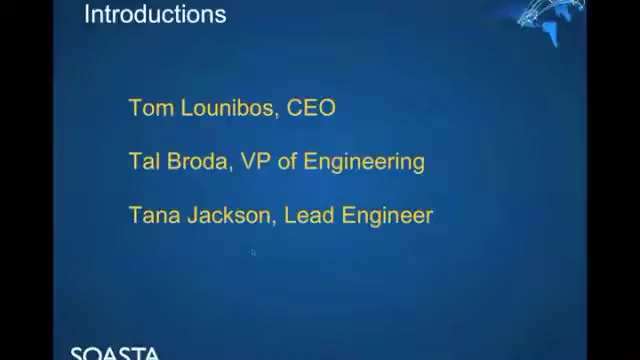 Introductions
Tom Lounibos, CEO
Tal Broda, VP of Engineering
Tana Jackson, Lead Engineer
SOASTA